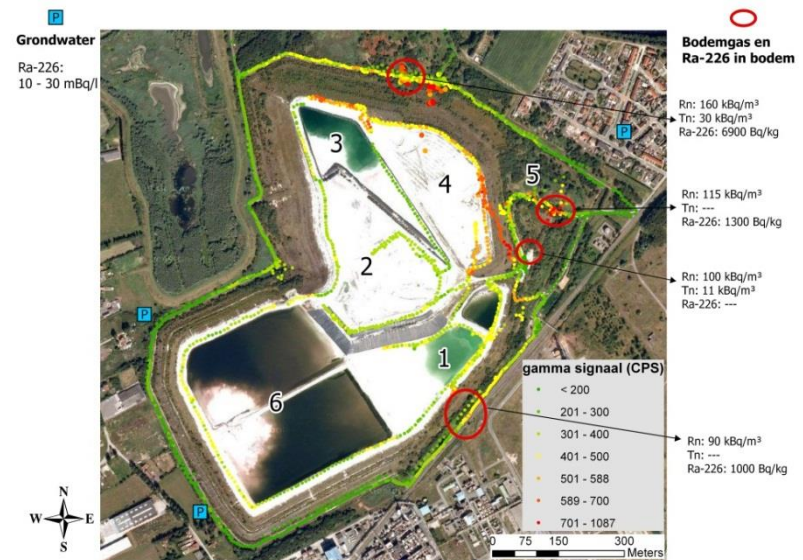 P
Grondwater
Ra-226:
10 - 30 mBq/l
Bodemgas en
Ra-226 in bodem
Rn: 160 kBq/m³
Tn: 30 kBq/m³
Ra-226: 6900 Bq/kg
P
Rn: 115 kBq/m³
Tn: ---
Ra-226: 1300 Bq/kg
Rn: 100 kBq/m³
Tn: 11 kBq/m³
Ra-226: ---
Rn: 90 kBq/m³
Tn: ---
Ra-226: 1000 Bq/kg
3
4
5
2
P
1
6
P
gamma signaal (CPS)
< 200
201 - 300
301 - 400
401 - 500
501 - 588
589 - 700
701 - 1087
0 75 150 300
Meters
N
W E
S